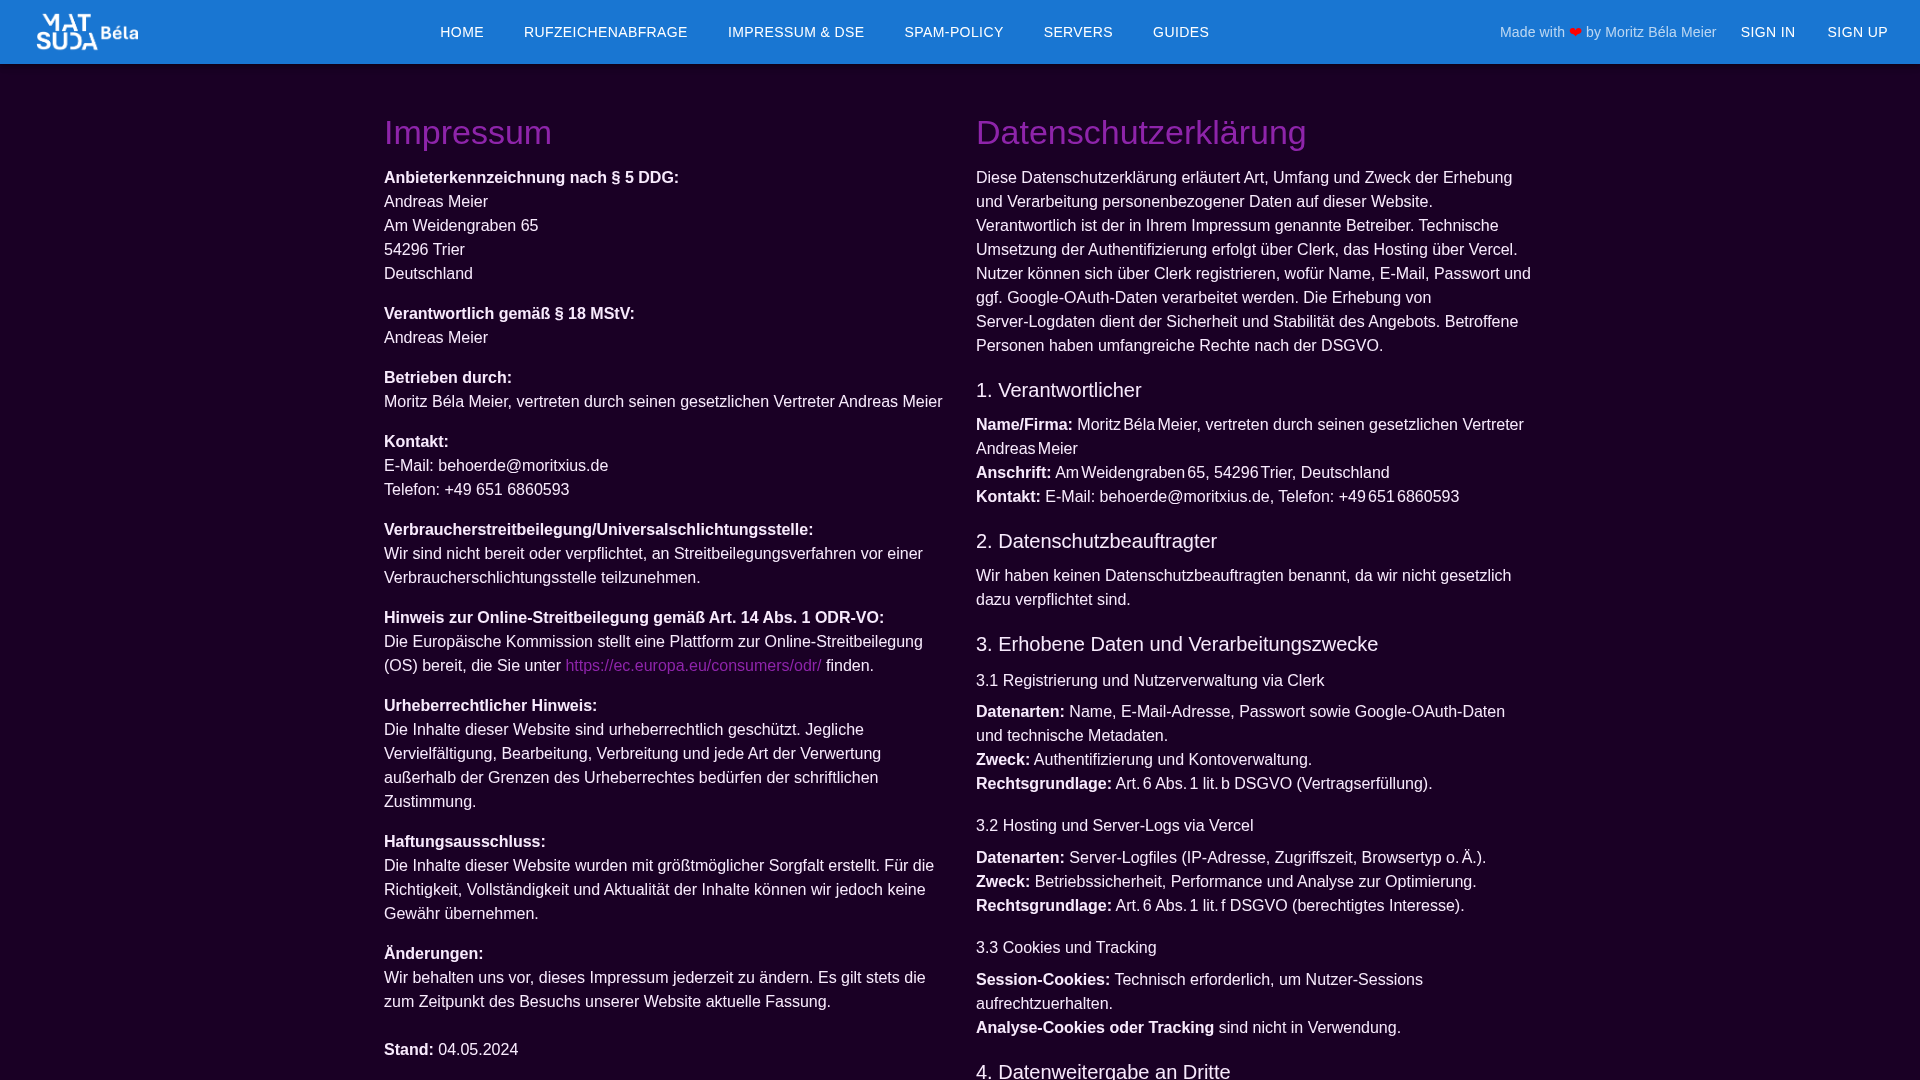 MAT
SUDA Béla
HOME
RUFZEICHENABFRAGE
IMPRESSUM & DSE
SPAM-POLICY
SERVERS
GUIDES
Made with ❤ by Moritz Béla Meier
SIGN IN
SIGN UP
Impressum
Anbieterkennzeichnung nach § 5 DDG:
Andreas Meier
Am Weidengraben 65
54296 Trier
Deutschland
Verantwortlich gemäß § 18 MStV:
Andreas Meier
Betrieben durch:
Moritz Béla Meier, vertreten durch seinen gesetzlichen Vertreter Andreas Meier
Kontakt:
E-Mail: behoerde@moritxius.de
Telefon: +49 651 6860593
Verbraucherstreitbeilegung/Universalschlichtungsstelle:
Wir sind nicht bereit oder verpflichtet, an Streitbeilegungsverfahren vor einer
Verbraucherschlichtungsstelle teilzunehmen.
Hinweis zur Online-Streitbeilegung gemäß Art. 14 Abs. 1 ODR-VO:
Die Europäische Kommission stellt eine Plattform zur Online-Streitbeilegung
(OS) bereit, die Sie unter https://ec.europa.eu/consumers/odr/ finden.
Urheberrechtlicher Hinweis:
Die Inhalte dieser Website sind urheberrechtlich geschützt. Jegliche
Vervielfältigung, Bearbeitung, Verbreitung und jede Art der Verwertung
außerhalb der Grenzen des Urheberrechtes bedürfen der schriftlichen
Zustimmung.
Haftungsausschluss:
Die Inhalte dieser Website wurden mit größtmöglicher Sorgfalt erstellt. Für die
Richtigkeit, Vollständigkeit und Aktualität der Inhalte können wir jedoch keine
Gewähr übernehmen.
Änderungen:
Wir behalten uns vor, dieses Impressum jederzeit zu ändern. Es gilt stets die
zum Zeitpunkt des Besuchs unserer Website aktuelle Fassung.
Stand: 04.05.2024
Datenschutzerklärung
Diese Datenschutzerklärung erläutert Art, Umfang und Zweck der Erhebung
und Verarbeitung personenbezogener Daten auf dieser Website.
Verantwortlich ist der in Ihrem Impressum genannte Betreiber. Technische
Umsetzung der Authentifizierung erfolgt über Clerk, das Hosting über Vercel.
Nutzer können sich über Clerk registrieren, wofür Name, E-Mail, Passwort und
ggf. Google-OAuth-Daten verarbeitet werden. Die Erhebung von
Server-Logdaten dient der Sicherheit und Stabilität des Angebots. Betroffene
Personen haben umfangreiche Rechte nach der DSGVO.
1. Verantwortlicher
Name/Firma: Moritz Béla Meier, vertreten durch seinen gesetzlichen Vertreter
Andreas Meier
Anschrift: Am Weidengraben 65, 54296 Trier, Deutschland
Kontakt: E-Mail: behoerde@moritxius.de, Telefon: +49 651 6860593
2. Datenschutzbeauftragter
Wir haben keinen Datenschutzbeauftragten benannt, da wir nicht gesetzlich
dazu verpflichtet sind.
3. Erhobene Daten und Verarbeitungszwecke
3.1 Registrierung und Nutzerverwaltung via Clerk
Datenarten: Name, E-Mail-Adresse, Passwort sowie Google-OAuth-Daten
und technische Metadaten.
Zweck: Authentifizierung und Kontoverwaltung.
Rechtsgrundlage: Art. 6 Abs. 1 lit. b DSGVO (Vertragserfüllung).
3.2 Hosting und Server-Logs via Vercel
Datenarten: Server-Logfiles (IP-Adresse, Zugriffszeit, Browsertyp o. Ä.).
Zweck: Betriebssicherheit, Performance und Analyse zur Optimierung.
Rechtsgrundlage: Art. 6 Abs. 1 lit. f DSGVO (berechtigtes Interesse).
3.3 Cookies und Tracking
Session-Cookies: Technisch erforderlich, um Nutzer-Sessions
aufrechtzuerhalten.
Analyse-Cookies oder Tracking sind nicht in Verwendung.
4. Datenweitergabe an Dritte